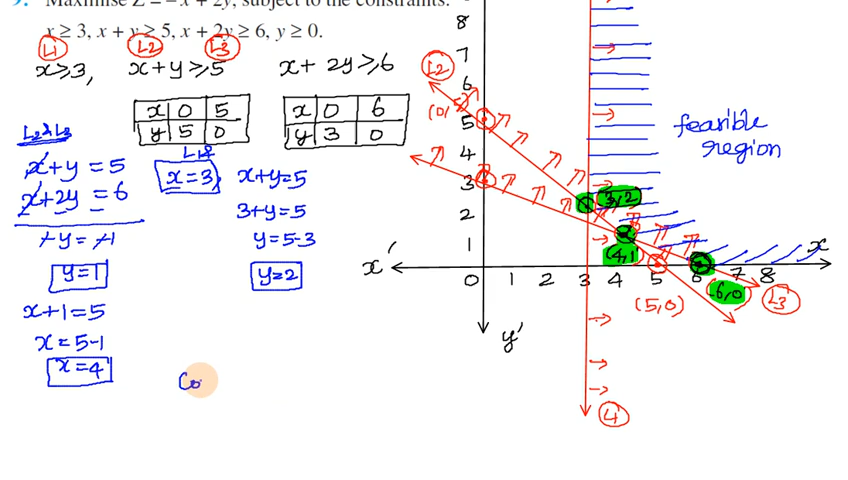 9. Maximise Z = – x + 2y, subject to the constraints:
x ≥ 3, x + y ≥ 5, x + 2y ≥ 6, y ≥ 0.
L1 L2 L3
x ≥ 3, x + y ≥ 5 x + 2y ≥ 6
x 0 5
y 5 0
x 0 6
y 3 0
L2 & L3
x + y = 5
x + 2y = 6
-y = -1
y = 1
x + 1 = 5
x = 5 - 1
x = 4
x = 3, x + y = 5
3 + y = 5
y = 5 - 3
y = 2
Co
8
7
6
5
4
3
2
1
L2
(0, 5)
feasible
region
(3, 2)
(4, 1)
x' x
0 1 2 3 4 5 6 7 8
(5, 0)
(6, 0)
L3
y'
L1